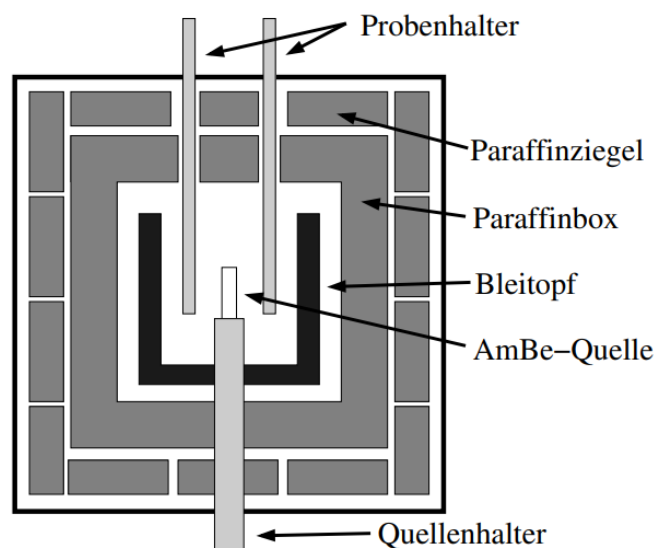 Probenhalter
Paraffinziegel
Paraffinbox
Bleitopf
AmBe−Quelle
Quellenhalter